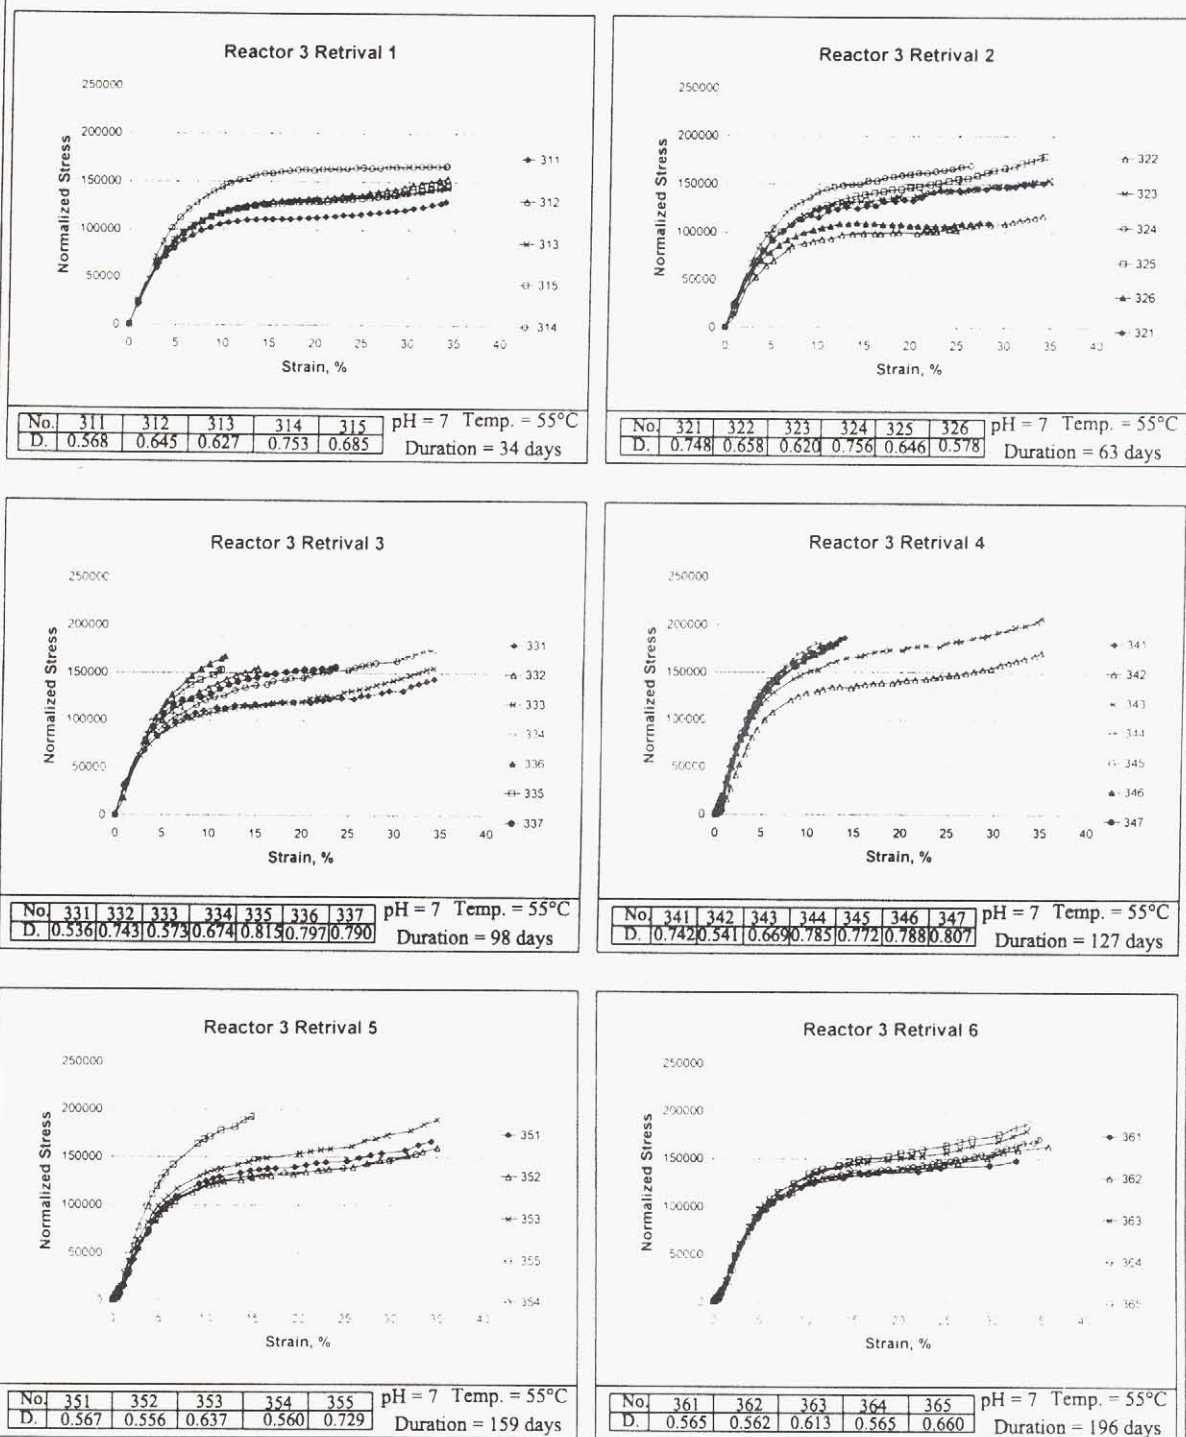 Reactor 3 Retrival 1
250000
200000
150000
100000
50000
0
Normalized Stress
0 5 10 15 20 25 30 35 40
Strain, %
311
312
313
315
314
No. 311 312 313 314 315
D. 0.568 0.645 0.627 0.753 0.685
pH = 7 Temp. = 55°C
Duration = 34 days
Reactor 3 Retrival 2
250000
200000
150000
100000
50000
0
Normalized Stress
0 5 10 15 20 25 30 35 40
Strain, %
322
323
324
325
326
321
No. 321 322 323 324 325 326
D. 0.748 0.658 0.620 0.756 0.646 0.578
pH = 7 Temp. = 55°C
Duration = 63 days
Reactor 3 Retrival 3
250000
200000
150000
100000
50000
0
Normalized Stress
0 5 10 15 20 25 30 35 40
Strain, %
331
332
333
334
336
335
337
No. 331 332 333 334 335 336 337
D. 0.536 0.743 0.573 0.674 0.815 0.797 0.790
pH = 7 Temp. = 55°C
Duration = 98 days
Reactor 3 Retrival 4
250000
200000
150000
100000
50000
0
Normalized Stress
0 5 10 15 20 25 30 35 40
Strain, %
341
342
343
344
345
346
347
No. 341 342 343 344 345 346 347
D. 0.742 0.541 0.669 0.785 0.772 0.788 0.807
pH = 7 Temp. = 55°C
Duration = 127 days
Reactor 3 Retrival 5
250000
200000
150000
100000
50000
Normalized Stress
Strain, %
351
352
353
355
354
No. 351 352 353 354 355
D. 0.567 0.556 0.637 0.560 0.729
pH = 7 Temp. = 55°C
Duration = 159 days
Reactor 3 Retrival 6
250000
200000
150000
100000
50000
Normalized Stress
Strain, %
361
362
363
364
365
No. 361 362 363 364 365
D. 0.565 0.562 0.613 0.565 0.660
pH = 7 Temp. = 55°C
Duration = 196 days